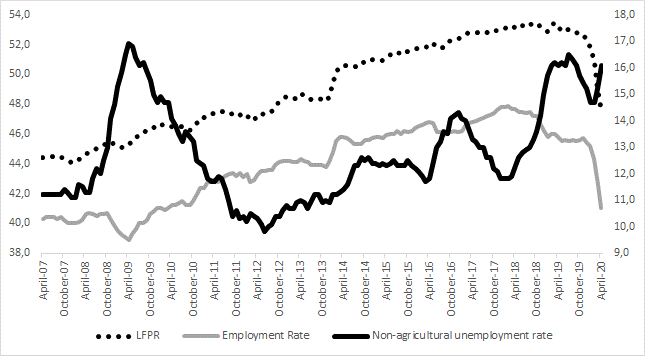 54,0
52,0
50,0
48,0
46,0
44,0
42,0
40,0
38,0
18,0
17,0
16,0
15,0
14,0
13,0
12,0
11,0
10,0
9,0
April-07
October-07
April-08
October-08
April-09
October-09
April-10
October-10
April-11
October-11
April-12
October-12
April-13
October-13
April-14
October-14
April-15
October-15
April-16
October-16
April-17
October-17
April-18
October-18
April-19
October-19
April-20
LFPR
Employment Rate
Non-agricultural unemployment rate